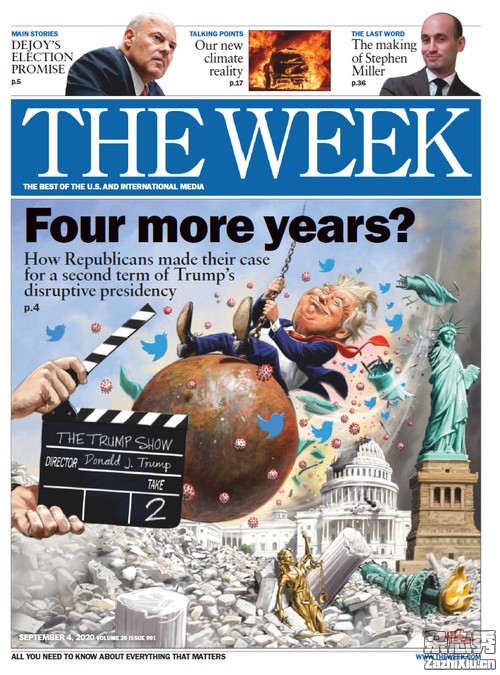 MAIN STORIES
DEJOY'S
ELECTION
PROMISE
p.5
TALKING POINTS
Our new
climate
reality
p.17
THE LAST WORD
The making
of Stephen
Miller
p.36
THE WEEK
THE BEST OF THE U.S. AND INTERNATIONAL MEDIA
Four more years?
How Republicans made their case
for a second term of Trump's
disruptive presidency
p.4
THE TRUMP SHOW
DIRECTOR Donald J. Trump
TAKE
2
SEPTEMBER 4, 2020 VOLUME 20 ISSUE 991
ALL YOU NEED TO KNOW ABOUT EVERYTHING THAT MATTERS
WWW.THEWEEK.COM
杂志秀
ZaZhiXiu.cn